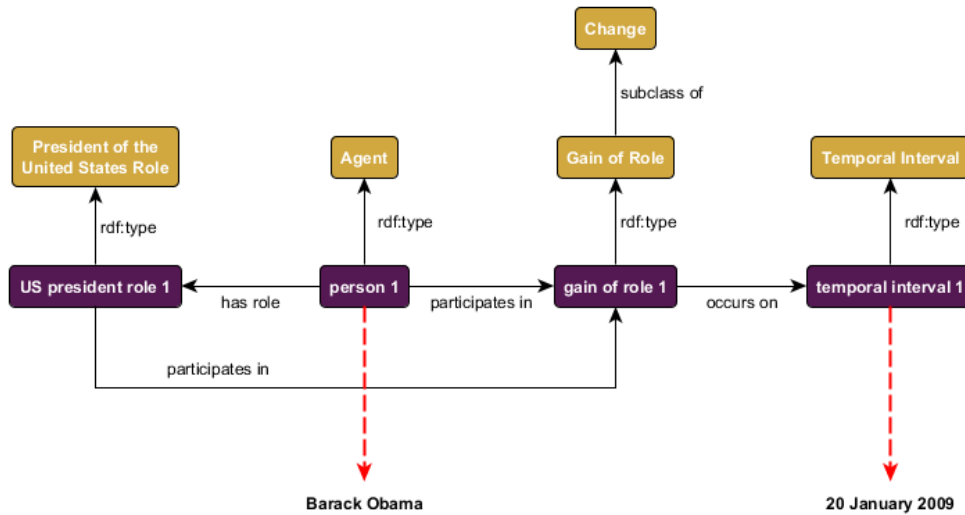 Change
subclass of
President of the
United States Role
Agent
Gain of Role
Temporal Interval
rdf:type
rdf:type
rdf:type
rdf:type
US president role 1
has role
person 1
participates in
gain of role 1
occurs on
temporal interval 1
participates in
Barack Obama
20 January 2009